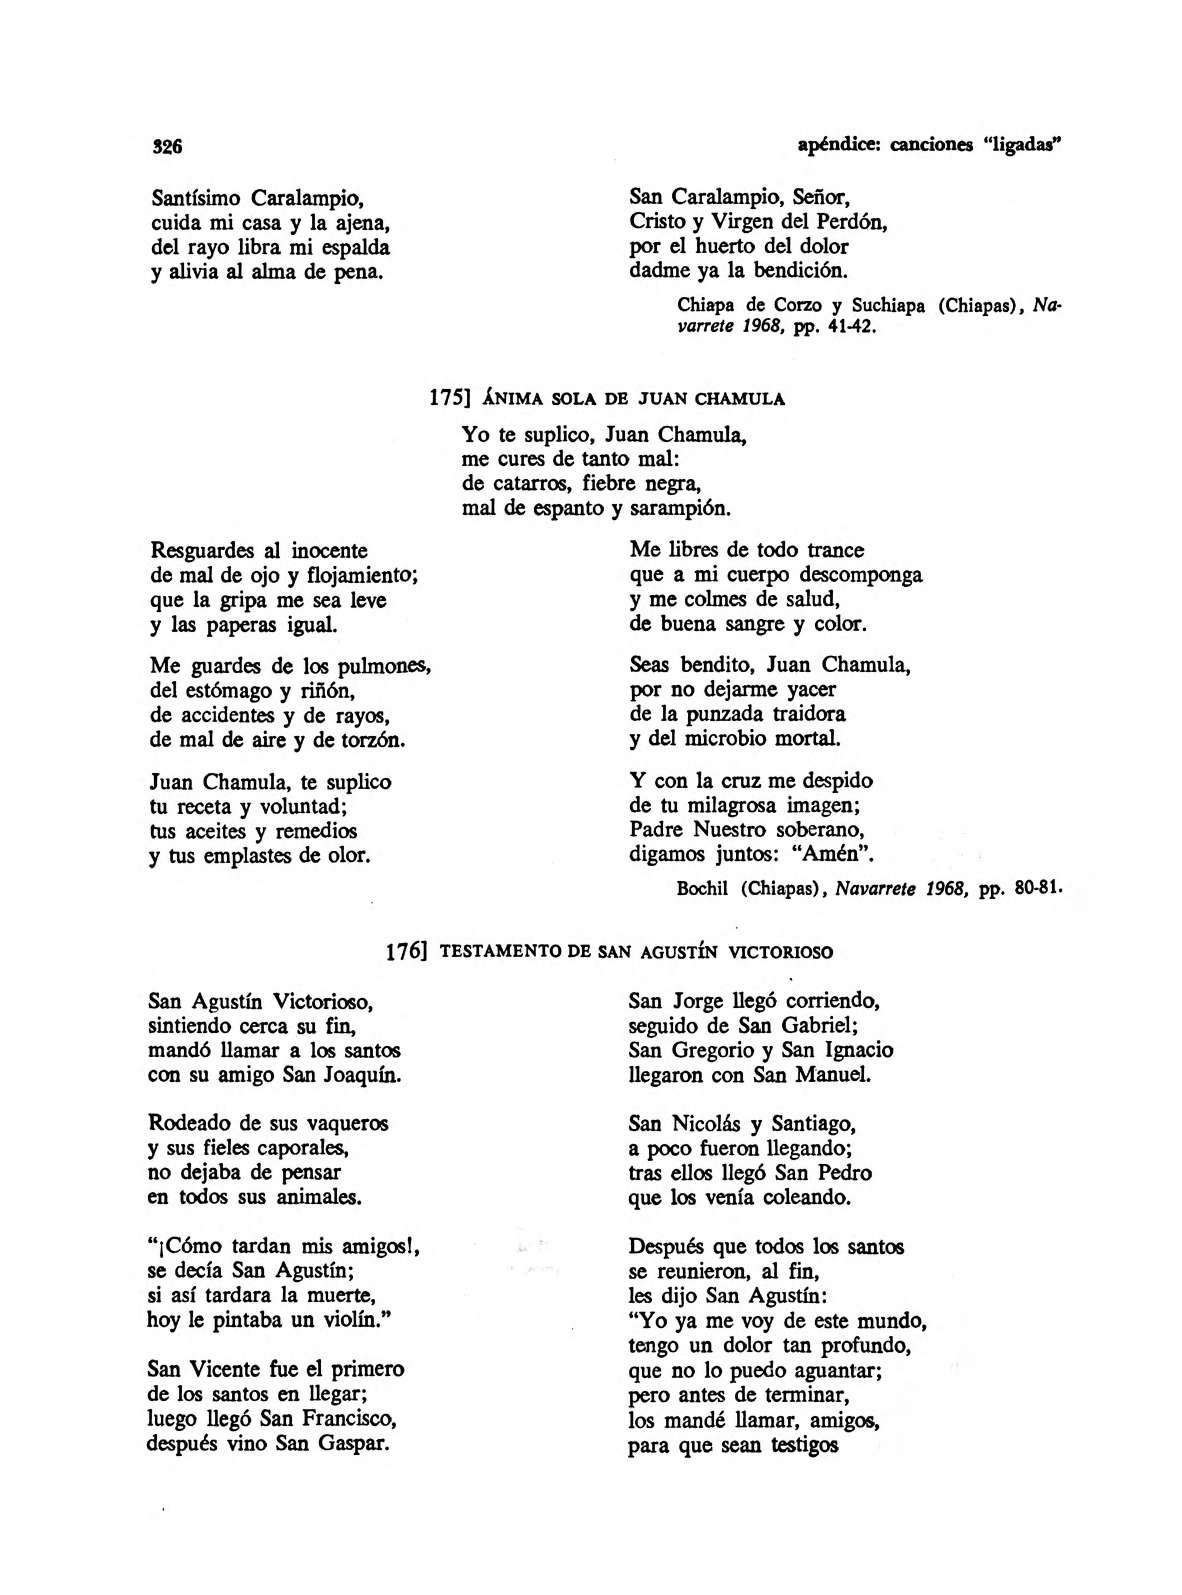 326
apéndice: canciones “ligadas”
Santísimo Caralampio,
cuida mi casa y la ajena,
del rayo libra mi espalda
y alivia al alma de pena.
San Caralampio, Señor,
Cristo y Virgen del Perdón,
por el huerto del dolor
dadme ya la bendición.
Chiapa de Corzo y Suchiapa (Chiapas), Na-
varrete 1968, pp. 41-42.
175] ÁNIMA SOLA DE JUAN CHAMULA
Yo te suplico, Juan Chamula,
me cures de tanto mal:
de catarros, fiebre negra,
mal de espanto y sarampión.
Resguardes al inocente
de mal de ojo y flojamiento;
que la gripa me sea leve
y las paperas igual.
Me guardes de los pulmones,
del estómago y riñón,
de accidentes y de rayos,
de mal de aire y de torzón.
Juan Chamula, te suplico
tu receta y voluntad;
tus aceites y remedios
y tus emplastes de olor.
Me libres de todo trance
que a mi cuerpo descomponga
y me colmes de salud,
de buena sangre y color.
Seas bendito, Juan Chamula,
por no dejarme yacer
de la punzada traidora
y del microbio mortal.
Y con la cruz me despido
de tu milagrosa imagen;
Padre Nuestro soberano,
digamos juntos: “Amén”.
Bochil (Chiapas), Navarrete 1968, pp. 80-81.
176] TESTAMENTO DE SAN AGUSTÍN VICTORIOSO
San Agustín Victorioso,
sintiendo cerca su fin,
mandó llamar a los santos
con su amigo San Joaquín.
Rodeado de sus vaqueros
y sus fieles caporales,
no dejaba de pensar
en todos sus animales.
“¡Cómo tardan mis amigos!,
se decía San Agustín;
si así tardara la muerte,
hoy le pintaba un violín.”
San Vicente fue el primero
de los santos en llegar;
luego llegó San Francisco,
después vino San Gaspar.
San Jorge llegó corriendo,
seguido de San Gabriel;
San Gregorio y San Ignacio
llegaron con San Manuel.
San Nicolás y Santiago,
a poco fueron llegando;
tras ellos llegó San Pedro
que los venía coleando.
Después que todos los santos
se reunieron, al fin,
les dijo San Agustín:
“Yo ya me voy de este mundo,
tengo un dolor tan profundo,
que no lo puedo aguantar;
pero antes de terminar,
los mandé llamar, amigos,
para que sean testigos